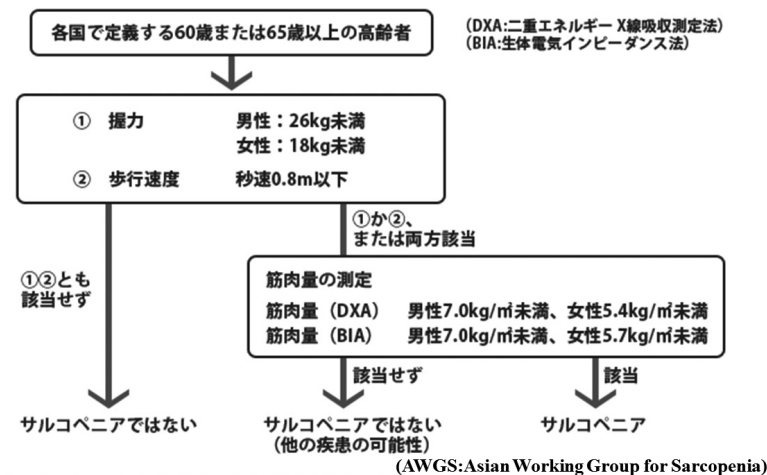 各国で定義する60歳または65歳以上の高齢者
（DXA:二重エネルギー X線吸収測定法）
（BIA:生体電気インピーダンス法）
① 握力 男性：26kg未満
女性：18kg未満
② 歩行速度 秒速0.8m以下
①か②、
または両方該当
①②とも
該当せず
筋肉量の測定
筋肉量（DXA） 男性7.0kg/㎡未満、女性5.4kg/㎡未満
筋肉量（BIA） 男性7.0kg/㎡未満、女性5.7kg/㎡未満
該当せず
該当
サルコペニアではない
サルコペニアではない
（他の疾患の可能性）
サルコペニア
(AWGS:Asian Working Group for Sarcopenia)